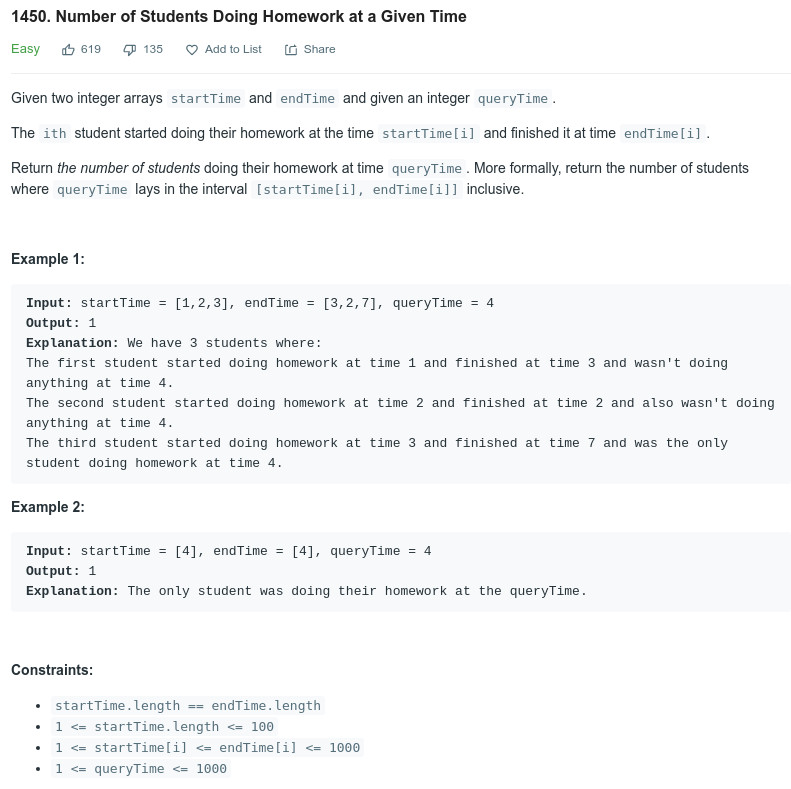 1450. Number of Students Doing Homework at a Given Time
Easy 619 135 Add to List Share
Given two integer arrays startTime and endTime and given an integer queryTime.
The ith student started doing their homework at the time startTime[i] and finished it at time endTime[i].
Return the number of students doing their homework at time queryTime. More formally, return the number of students
where queryTime lays in the interval [startTime[i], endTime[i]] inclusive.
Example 1:
Input: startTime = [1,2,3], endTime = [3,2,7], queryTime = 4
Output: 1
Explanation: We have 3 students where:
The first student started doing homework at time 1 and finished at time 3 and wasn't doing
anything at time 4.
The second student started doing homework at time 2 and finished at time 2 and also wasn't doing
anything at time 4.
The third student started doing homework at time 3 and finished at time 7 and was the only
student doing homework at time 4.
Example 2:
Input: startTime = [4], endTime = [4], queryTime = 4
Output: 1
Explanation: The only student was doing their homework at the queryTime.
Constraints:
• startTime.length == endTime.length
• 1 <= startTime.length <= 100
• 1 <= startTime[i] <= endTime[i] <= 1000
• 1 <= queryTime <= 1000